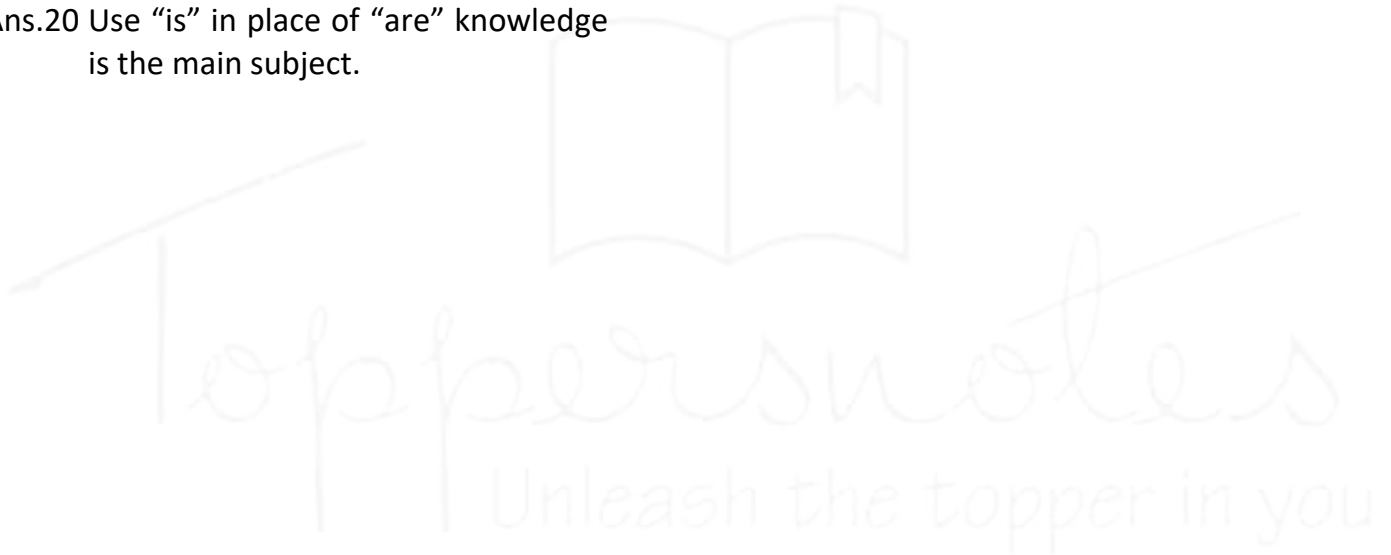 Ans.20 Use “is” in place of “are” knowledge
is the main subject.
Toppersnotes
Unleash the topper in you